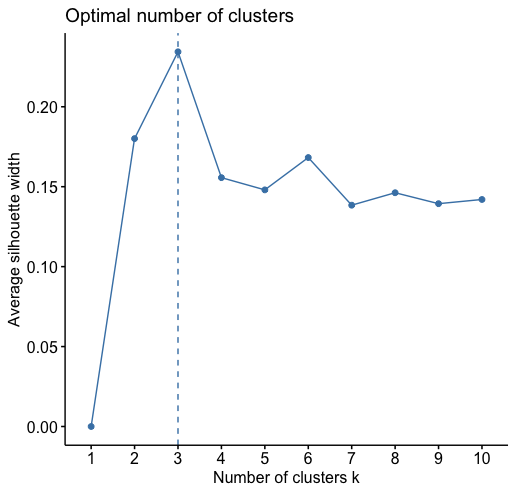 Optimal number of clusters
Average silhouette width
0.20
0.15
0.10
0.05
0.00
1 2 3 4 5 6 7 8 9 10
Number of clusters k